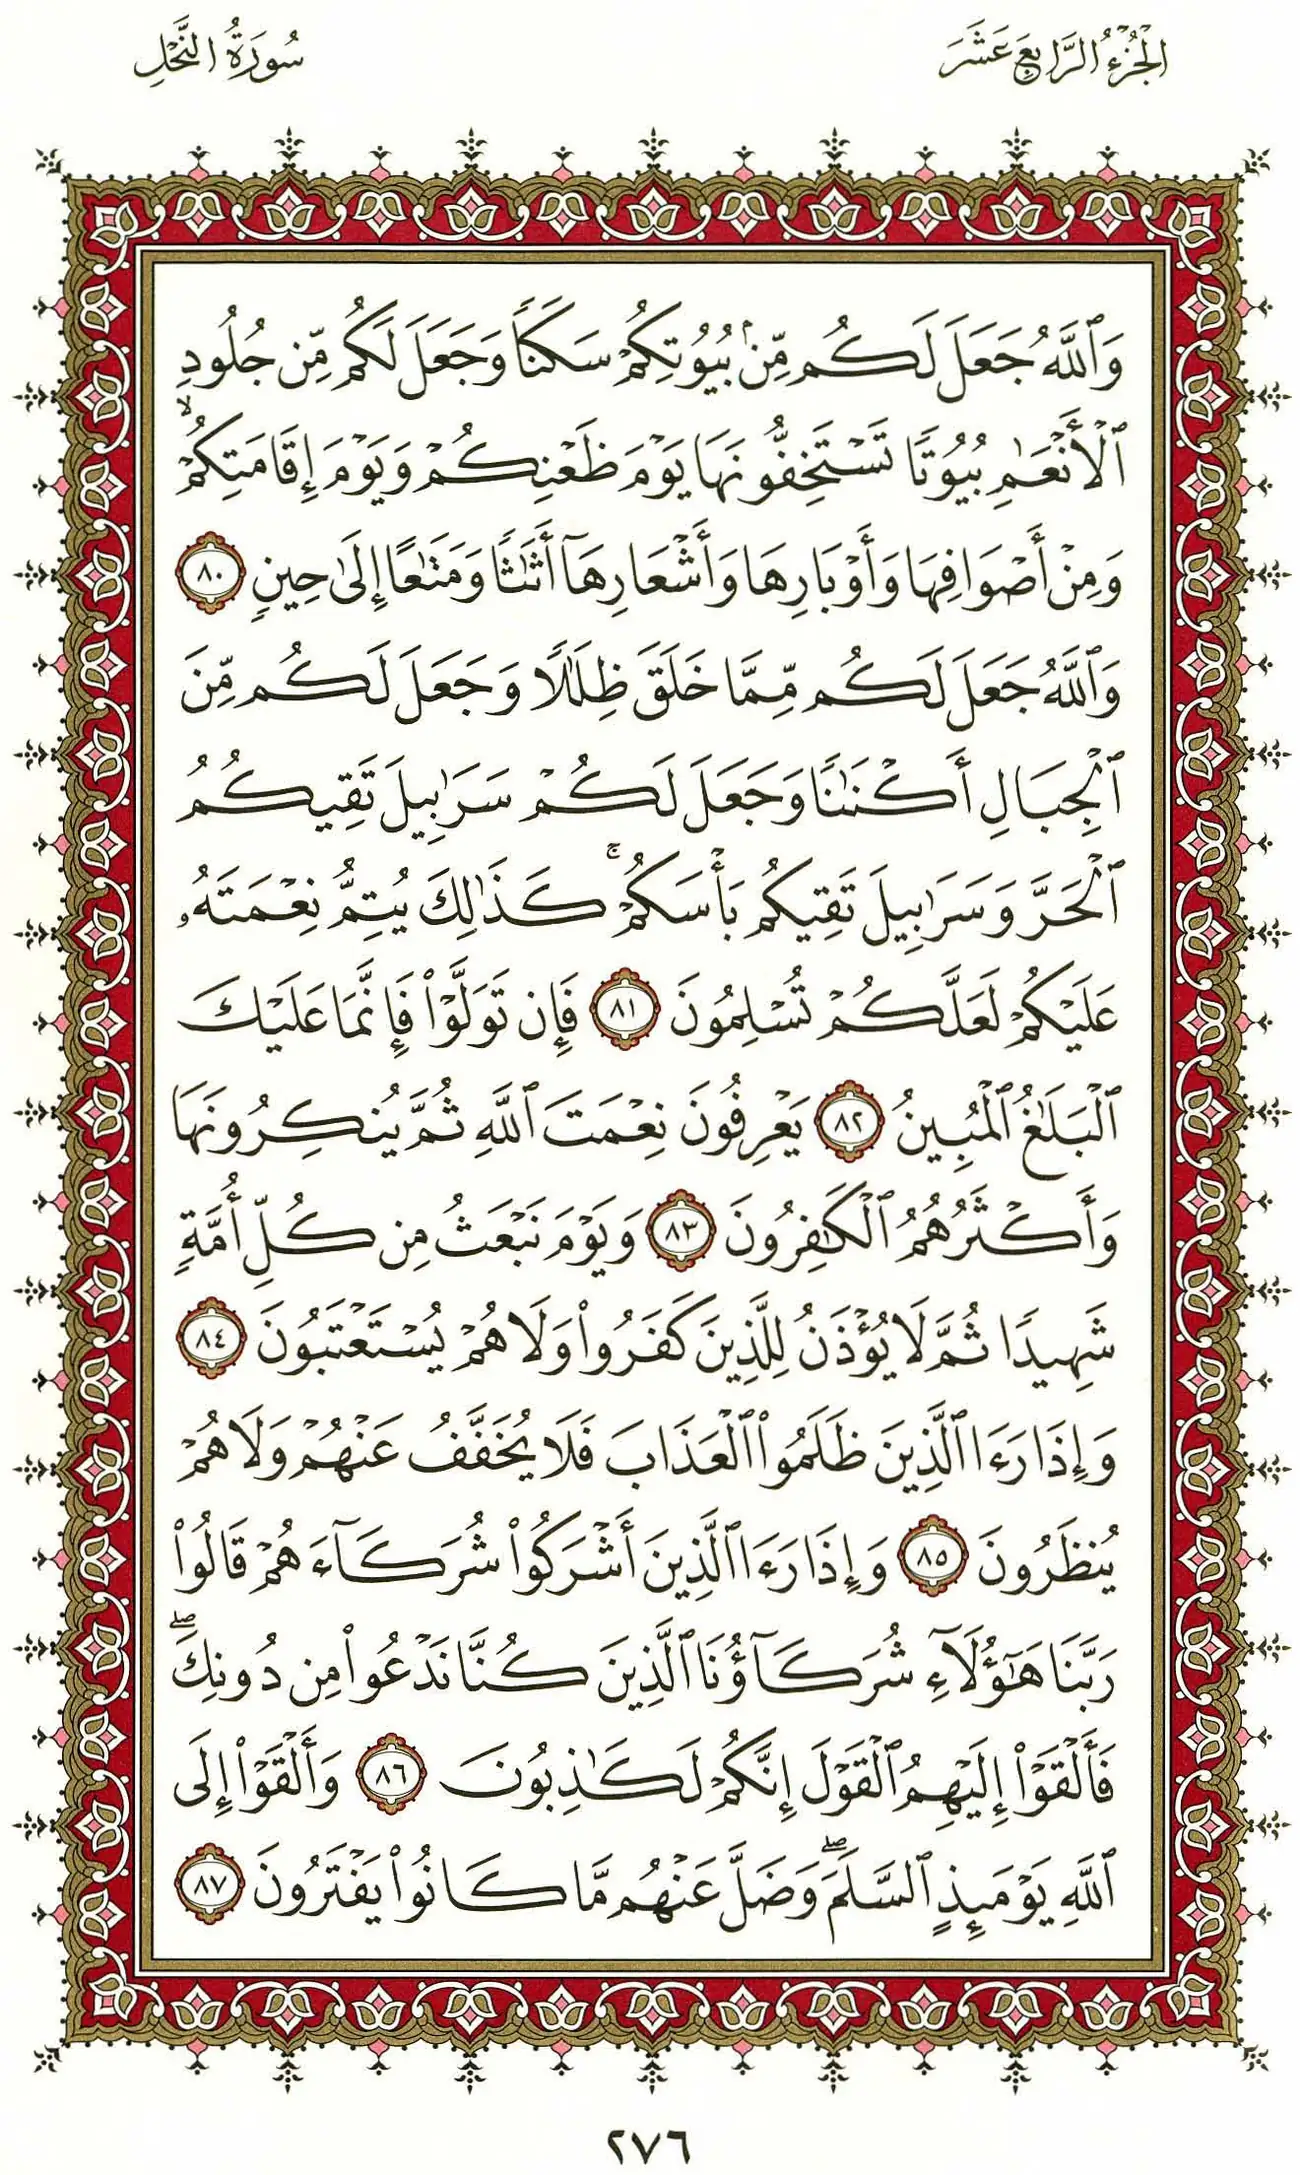 الجزء الرابع عشر
سورة النحل
وَٱللَّهُ جَعَلَ لَكُم مِّنۢ بُيُوتِكُمْ سَكَنًا وَجَعَلَ لَكُم مِّن جُلُودِ
ٱلْأَنْعَٰمِ بُيُوتًا تَسْتَخِفُّونَهَا يَوْمَ ظَعْنِكُمْ وَيَوْمَ إِقَامَتِكُمْ ۙ
وَمِنْ أَصْوَافِهَا وَأَوْبَارِهَا وَأَشْعَارِهَآ أَثَٰثًا وَمَتَٰعًا إِلَىٰ حِينٍ ٨٠
وَٱللَّهُ جَعَلَ لَكُم مِّمَّا خَلَقَ ظِلَٰلًا وَجَعَلَ لَكُم مِّنَ
ٱلْجِبَالِ أَكْنَٰنًا وَجَعَلَ لَكُمْ سَرَٰبِيلَ تَقِيكُمُ
ٱلْحَرَّ وَسَرَٰبِيلَ تَقِيكُم بَأْسَكُمْ ۚ كَذَٰلِكَ يُتِمُّ نِعْمَتَهُۥ
عَلَيْكُمْ لَعَلَّكُمْ تُسْلِمُونَ ٨١ فَإِن تَوَلَّوْا۟ فَإِنَّمَا عَلَيْكَ
ٱلْبَلَٰغُ ٱلْمُبِينُ ٨٢ يَعْرِفُونَ نِعْمَتَ ٱللَّهِ ثُمَّ يُنكِرُونَهَا
وَأَكْثَرُهُمُ ٱلْكَٰفِرُونَ ٨٣ وَيَوْمَ نَبْعَثُ مِن كُلِّ أُمَّةٍ
شَهِيدًا ثُمَّ لَا يُؤْذَنُ لِلَّذِينَ كَفَرُوا۟ وَلَا هُمْ يُسْتَعْتَبُونَ ٨٤
وَإِذَا رَءَا ٱلَّذِينَ ظَلَمُوا۟ ٱلْعَذَابَ فَلَا يُخَفَّفُ عَنْهُمْ وَلَا هُمْ
يُنظَرُونَ ٨٥ وَإِذَا رَءَا ٱلَّذِينَ أَشْرَكُوا۟ شُرَكَآءَهُمْ قَالُوا۟
رَبَّنَا هَٰٓؤُلَآءِ شُرَكَآؤُنَا ٱلَّذِينَ كُنَّا نَدْعُوا۟ مِن دُونِكَ ۖ
فَأَلْقَوْا۟ إِلَيْهِمُ ٱلْقَوْلَ إِنَّكُمْ لَكَٰذِبُونَ ٨٦ وَأَلْقَوْا۟ إِلَى
ٱللَّهِ يَوْمَئِذٍ ٱلسَّلَمَ ۖ وَضَلَّ عَنْهُم مَّا كَانُوا۟ يَفْتَرُونَ ٨٧
٢٧٦